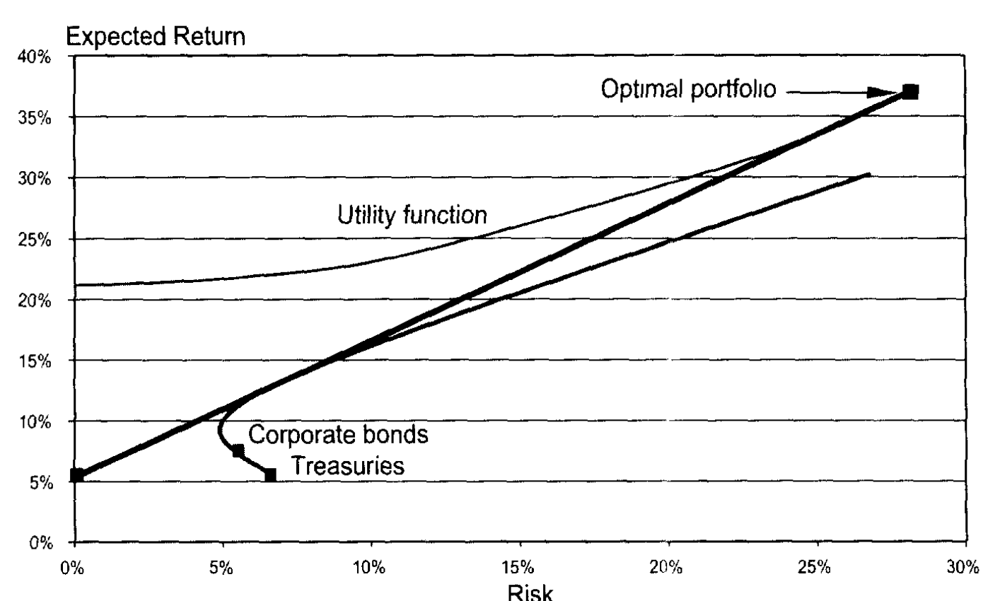 Expected Return
40%
Optimal portfolio
35%
30%
Utility function
25%
20%
15%
10%
Corporate bonds
Treasuries
5%
0%
0% 5% 10% 15% 20% 25% 30%
Risk